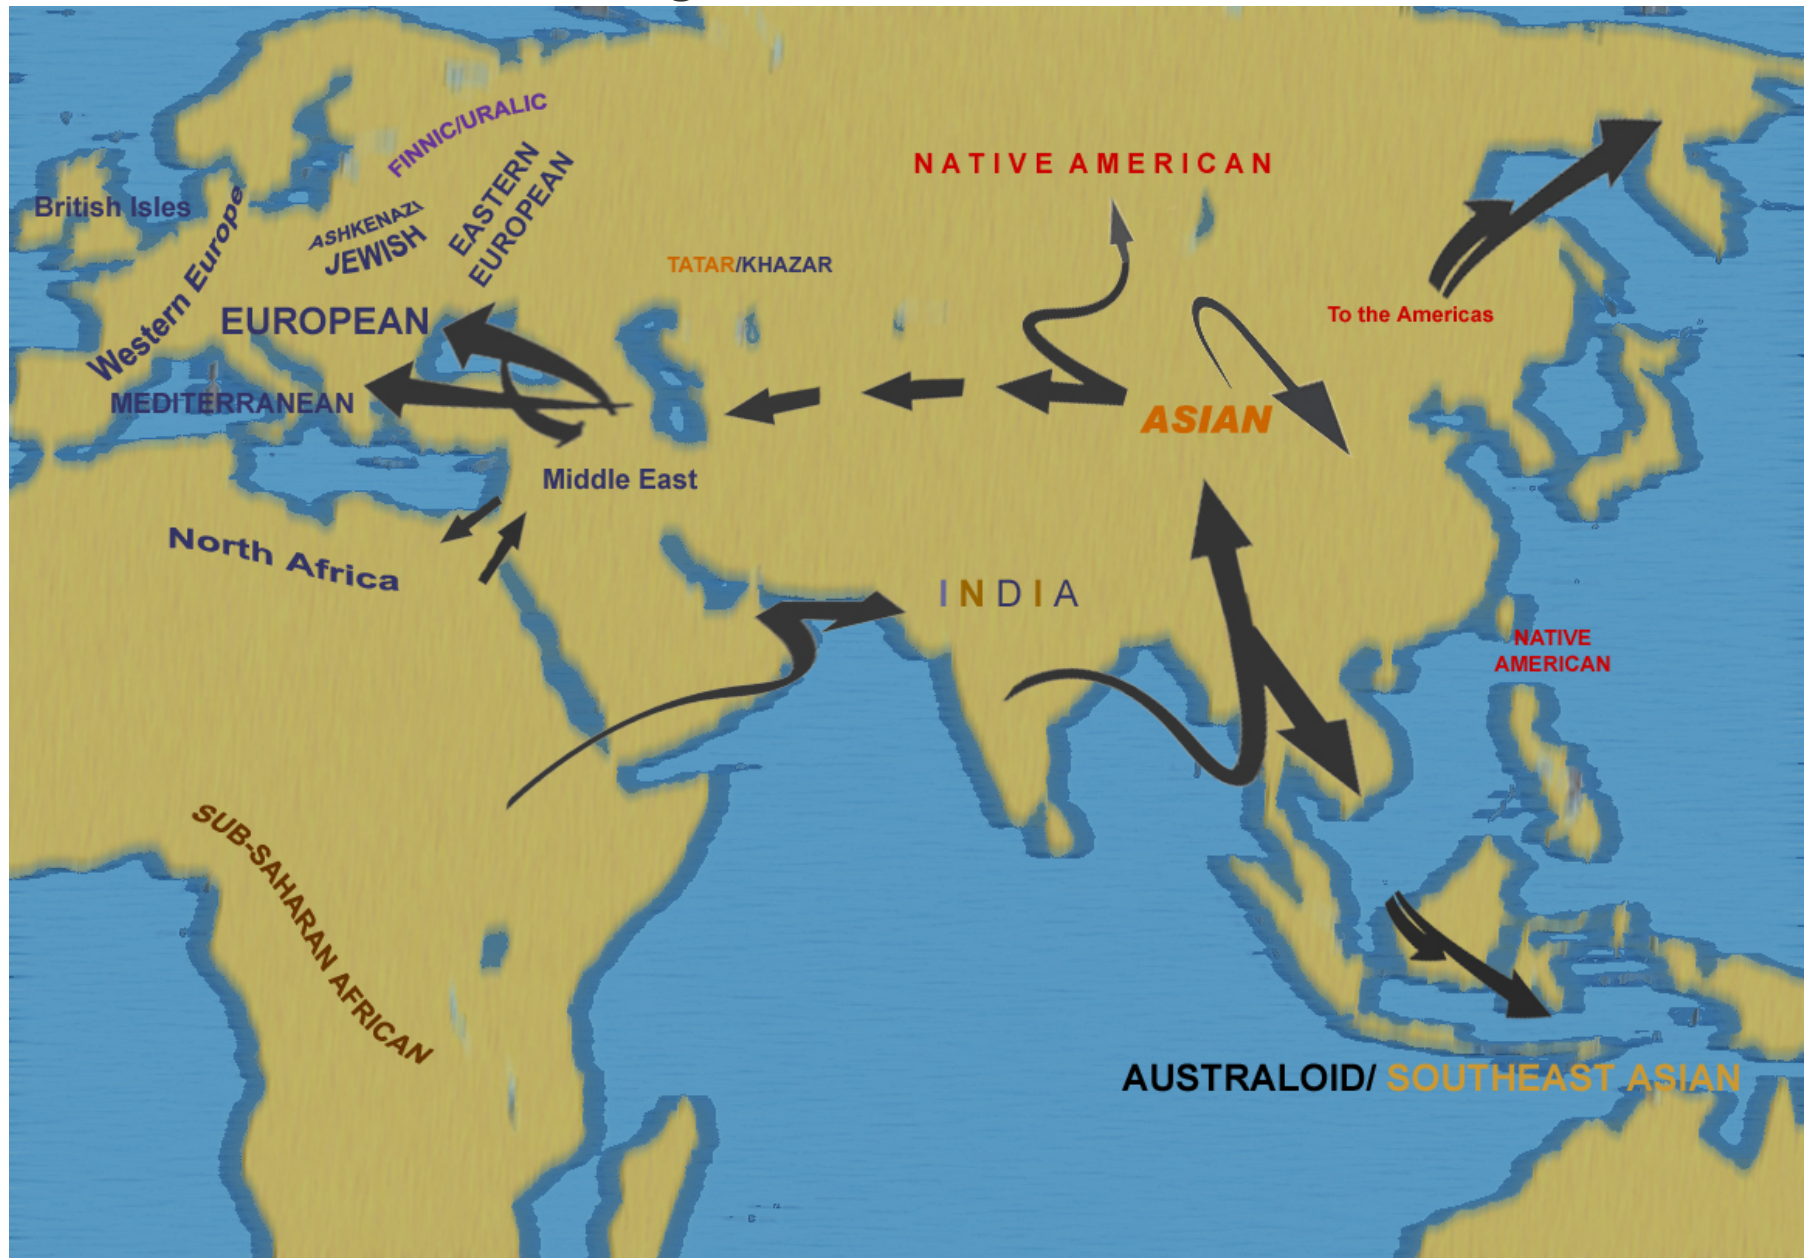 FINNIC/URALIC
NATIVE AMERICAN
EASTERN
EUROPEAN
British Isles
ASHKENAZI
JEWISH
Western Europe
TATAR/KHAZAR
EUROPEAN
To the Americas
MEDITERRANEAN
ASIAN
Middle East
North Africa
INDIA
NATIVE
AMERICAN
SUB-SAHARAN AFRICAN
AUSTRALOID/ SOUTHEAST ASIAN